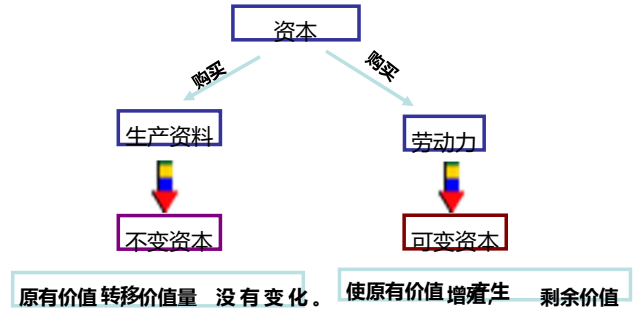 资本
购买
购买
生产资料
劳动力
不变资本
可变资本
原有价值 转移价值量 没有变化。
使原有价值 增殖,产生 剩余价值